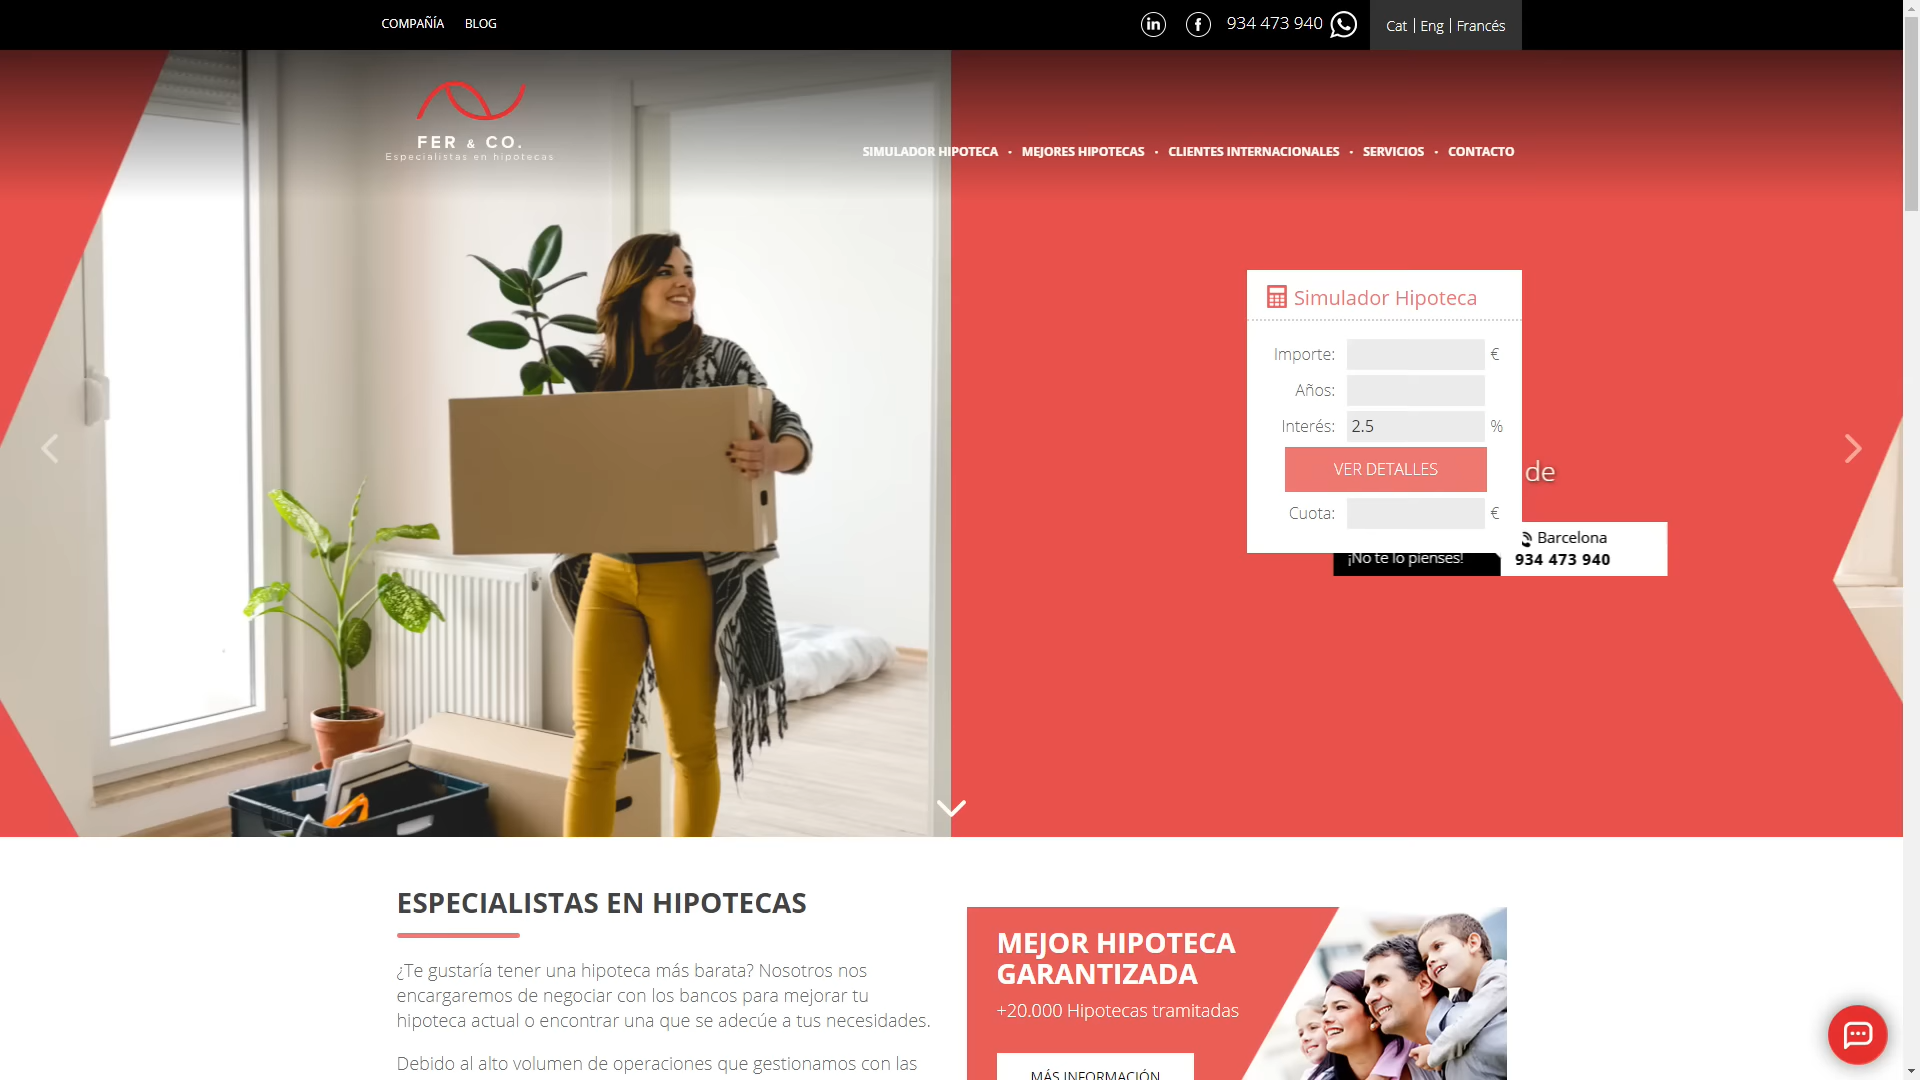 COMPAÑÍA
BLOG
934 473 940
Cat | Eng | Francés
FER & CO.
Especialistas en hipotecas
SIMULADOR HIPOTECA · MEJORES HIPOTECAS · CLIENTES INTERNACIONALES · SERVICIOS · CONTACTO
Simulador Hipoteca
Importe: €
Años:
Interés: 2.5 %
VER DETALLES
de
Cuota: €
¡No te lo pienses!
Barcelona
934 473 940
ESPECIALISTAS EN HIPOTECAS
¿Te gustaría tener una hipoteca más barata? Nosotros nos
encargaremos de negociar con los bancos para mejorar tu
hipoteca actual o encontrar una que se adecúe a tus necesidades.
Debido al alto volumen de operaciones que gestionamos con las
MEJOR HIPOTECA
GARANTIZADA
+20.000 Hipotecas tramitadas
MÁS INFORMACIÓN